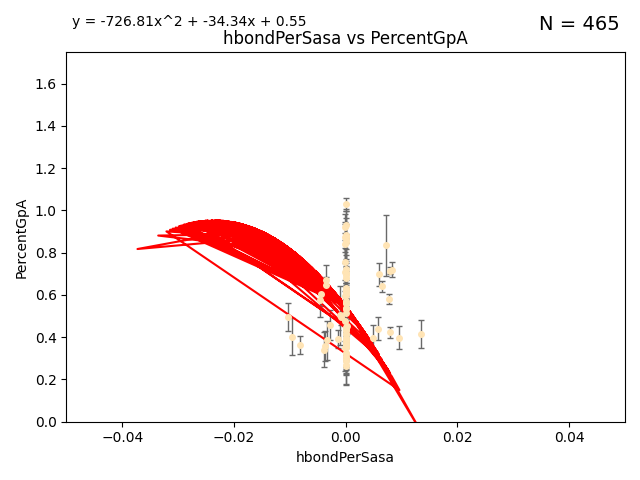 y = -726.81x^2 + -34.34x + 0.55
N = 465
hbondPerSasa vs PercentGpA
1.6
1.4
1.2
1.0
0.8
0.6
0.4
0.2
0.0
PercentGpA
−0.04 −0.02 0.00 0.02 0.04
hbondPerSasa